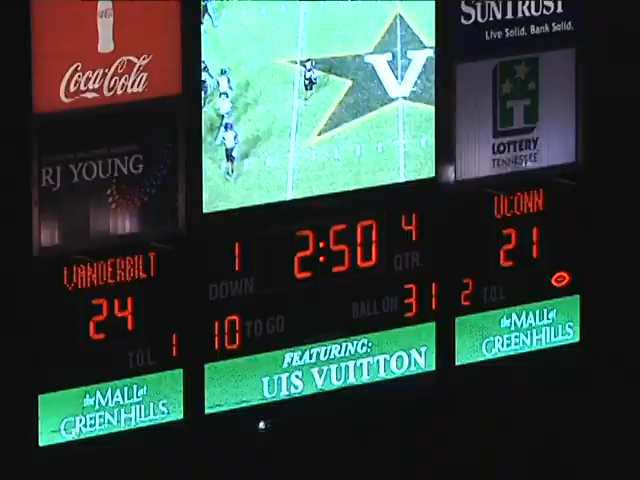 Coca-Cola
Coca-Cola
RJ YOUNG
V
SUNTRUST
Live Solid. Bank Solid.
T
LOTTERY
TENNESSEE
VANDERBILT
24
T.O.L. 1
1
DOWN
2:50
4
QTR.
10 TO GO
BALL ON 31
UCONN
21
2 T.O.L.
the MALL at
GREEN HILLS
FEATURING:
UIS VUITTON
the MALL at
GREEN HILLS